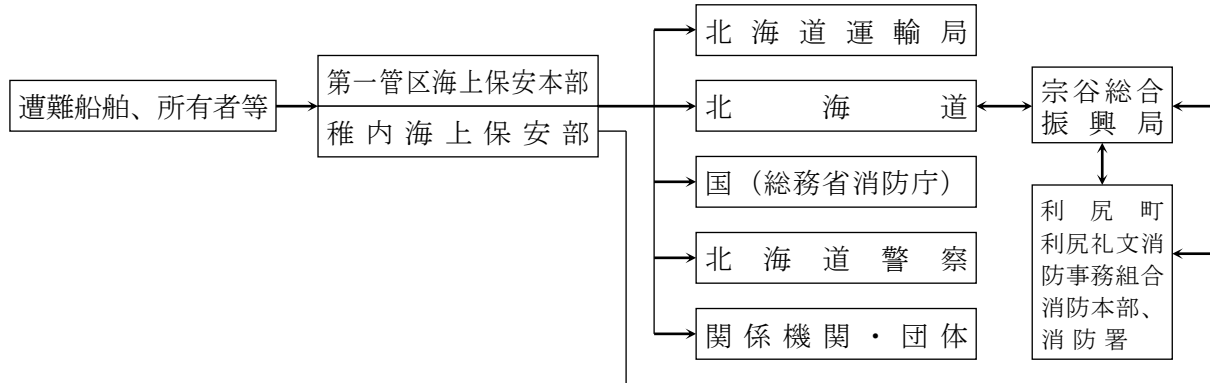 遭難船舶、所有者等
第一管区海上保安本部
稚内海上保安部
北海道運輸局
北海道
国（総務省消防庁）
北海道警察
関係機関・団体
宗谷総合
振興局
利尻町
利尻礼文消
防事務組合
消防本部、
消防署